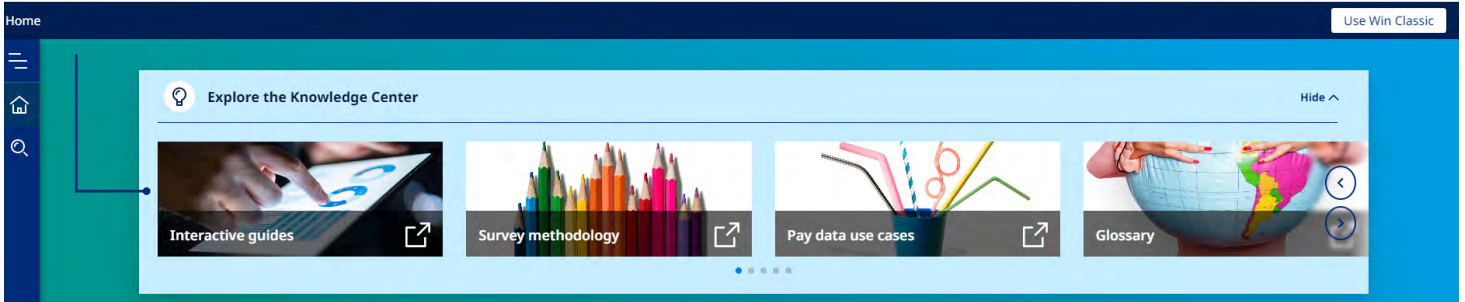 Home
Use Win Classic
Explore the Knowledge Center
Hide
Interactive guides
Survey methodology
Pay data use cases
Glossary